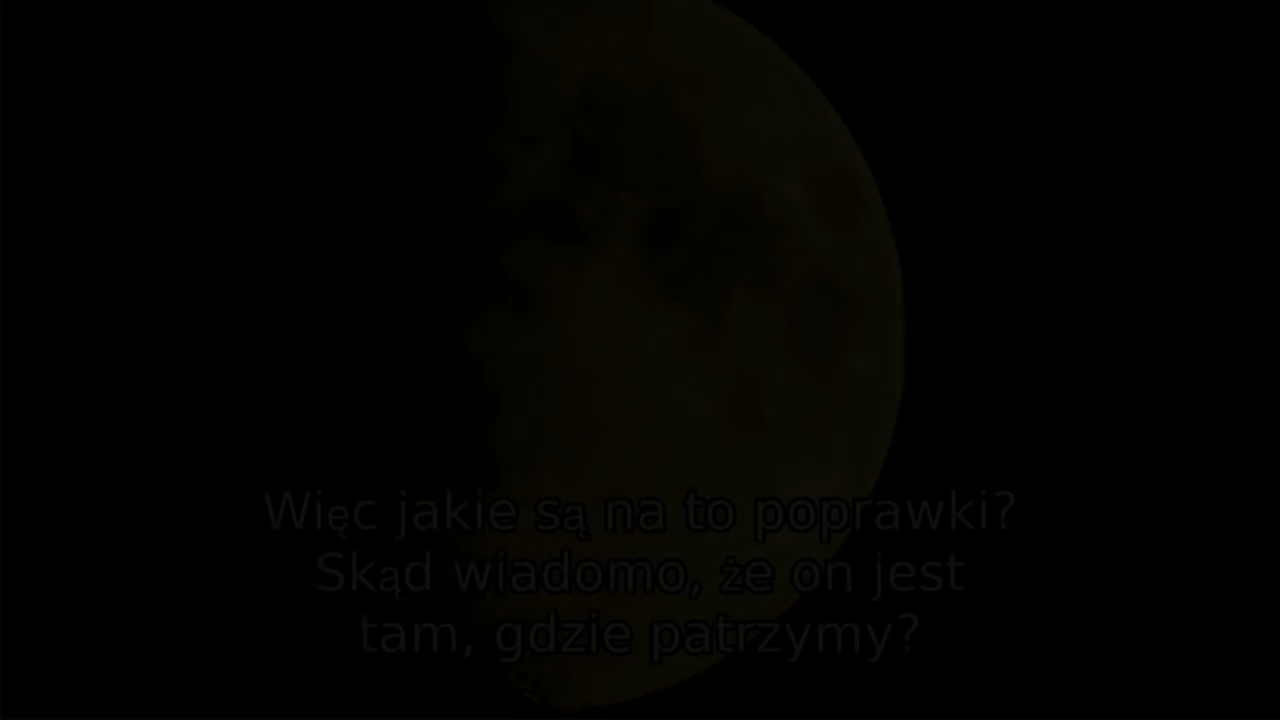 Więc jakie są na to poprawki?
Skąd wiadomo, że on jest
tam, gdzie patrzymy?